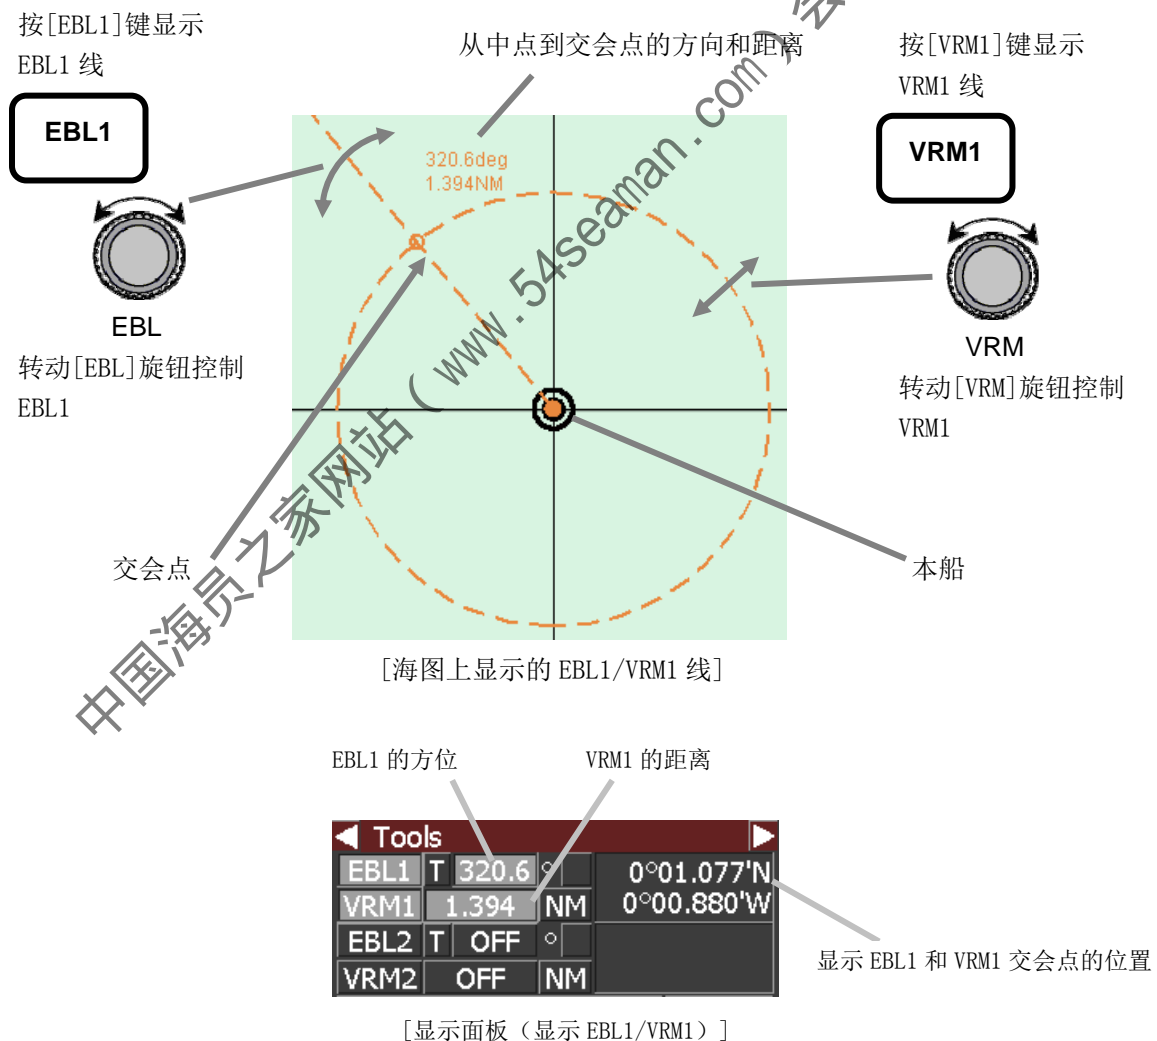 按[EBL1]键显示
EBL1 线
EBL1
EBL
转动[EBL]旋钮控制
EBL1
从中点到交会点的方向和距离
按[VRM1]键显示
VRM1 线
VRM1
VRM
转动[VRM]旋钮控制
VRM1
320.6deg
1.394NM
交会点
本船
中国海员之家网站（www.54seaman.com）会
[海图上显示的 EBL1/VRM1 线]
EBL1 的方位
VRM1 的距离
Tools
EBL1 T 320.6 ° 0°01.077'N
VRM1 1.394 NM 0°00.880'W
EBL2 T OFF °
VRM2 OFF NM
显示 EBL1 和 VRM1 交会点的位置
[显示面板（显示 EBL1/VRM1）]